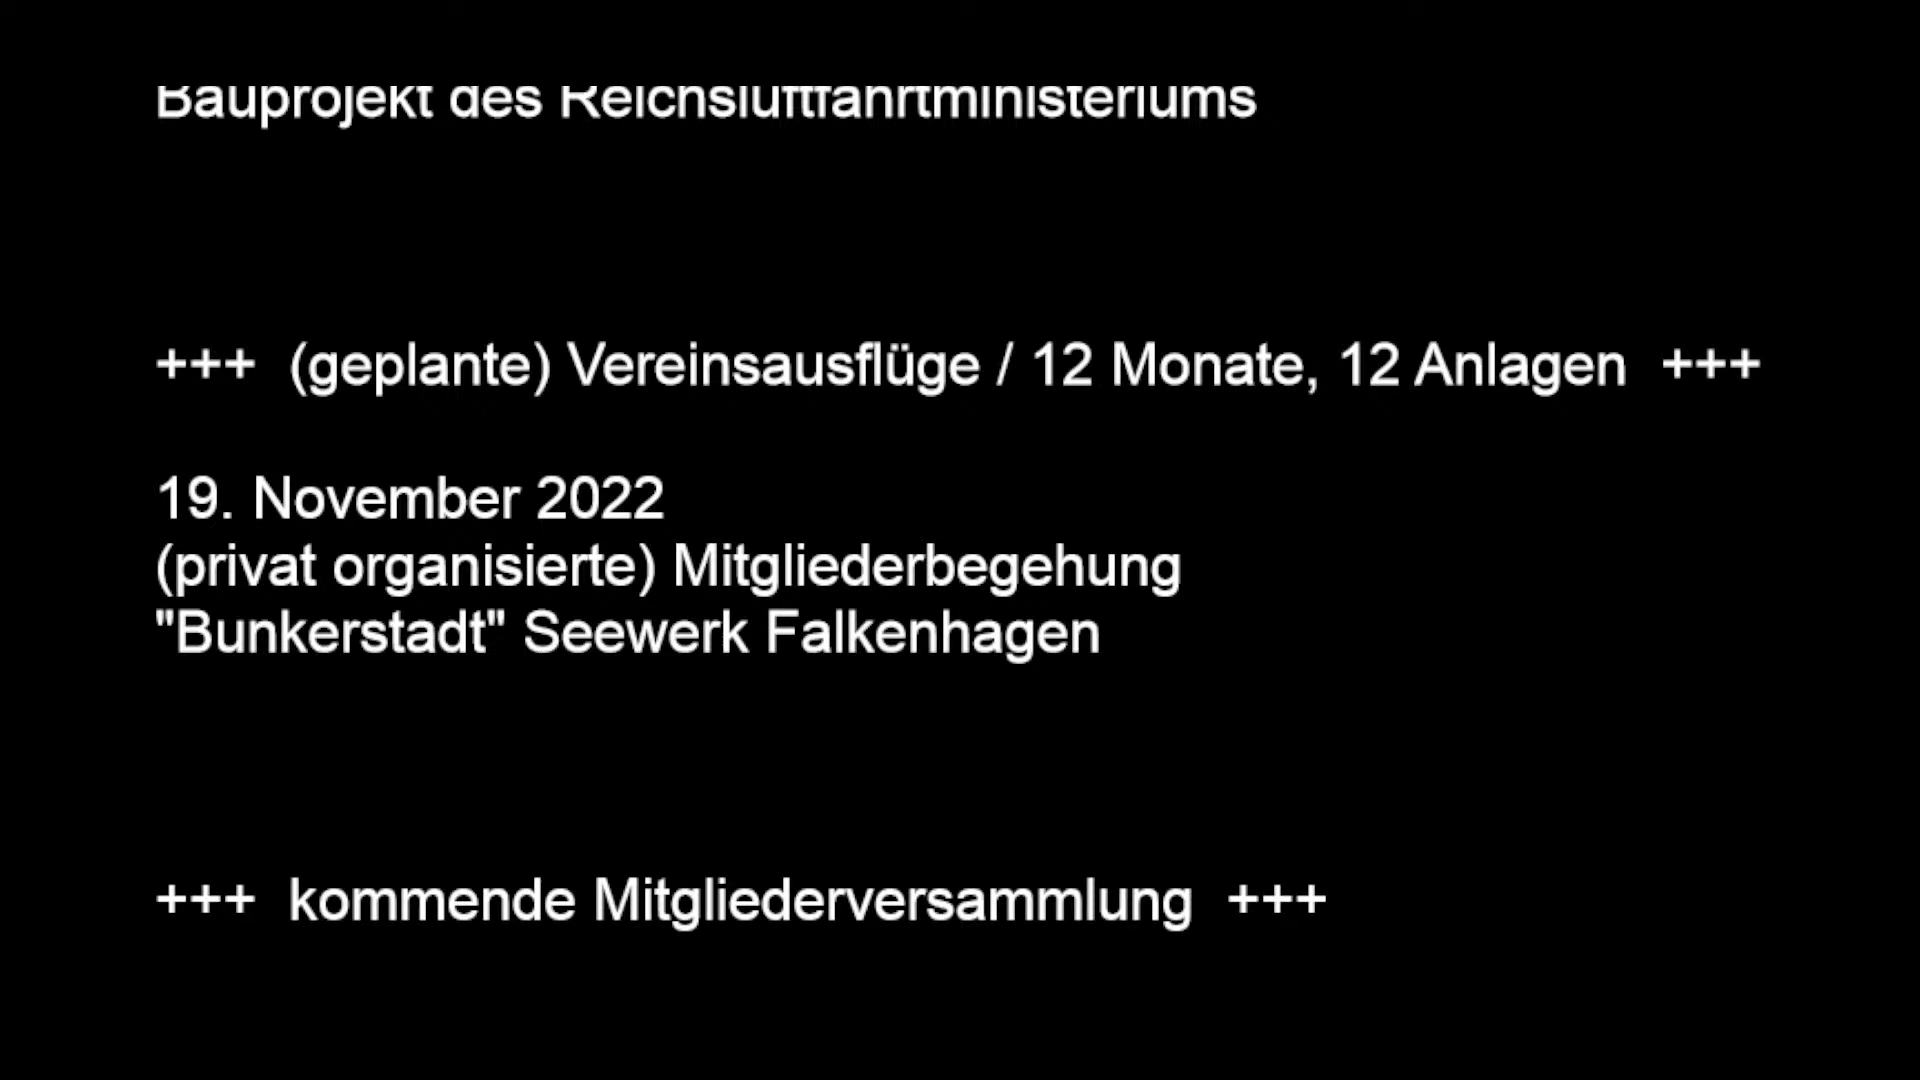 Bauprojekt des Reichsluftfahrtministeriums
+++ (geplante) Vereinsausflüge / 12 Monate, 12 Anlagen +++
19. November 2022
(privat organisierte) Mitgliederbegehung
"Bunkerstadt" Seewerk Falkenhagen
+++ kommende Mitgliederversammlung +++